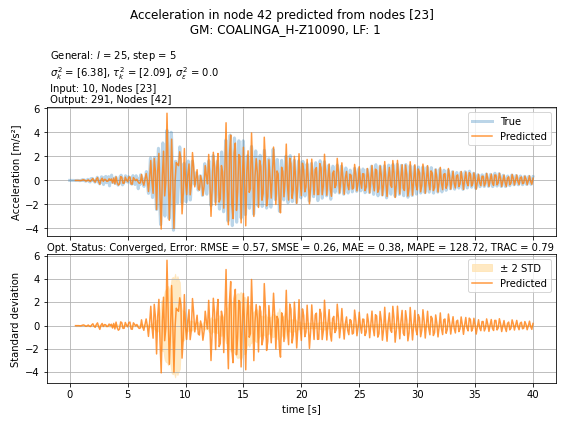 Acceleration in node 42 predicted from nodes [23]
GM: COALINGA_H-Z10090, LF: 1
General: l = 25, step = 5
σ²ₖ = [6.38], τ²ₖ = [2.09], σ²ε = 0.0
Input: 10, Nodes [23]
Output: 291, Nodes [42]
Acceleration [m/s²]
6
4
2
0
−2
−4
True
Predicted
Opt. Status: Converged, Error: RMSE = 0.57, SMSE = 0.26, MAE = 0.38, MAPE = 128.72, TRAC = 0.79
Standard deviation
6
4
2
0
−2
−4
± 2 STD
Predicted
0 5 10 15 20 25 30 35 40
time [s]